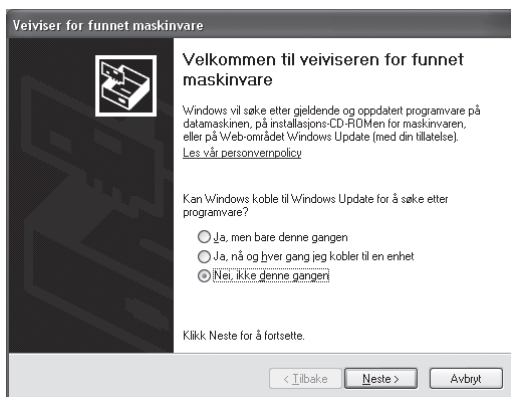 Veiviser for funnet maskinvare
Velkommen til veiviseren for funnet
maskinvare
Windows vil søke etter gjeldende og oppdatert programvare på
datamaskinen, på installasjons-CD-ROMen for maskinvaren,
eller på Web-området Windows Update (med din tillatelse).
Les vår personvernpolicy
Kan Windows koble til Windows Update for å søke etter
programvare?
Ja, men bare denne gangen
Ja, nå og hver gang jeg kobler til en enhet
Nei, ikke denne gangen
Klikk Neste for å fortsette.
< Tilbake
Neste >
Avbryt